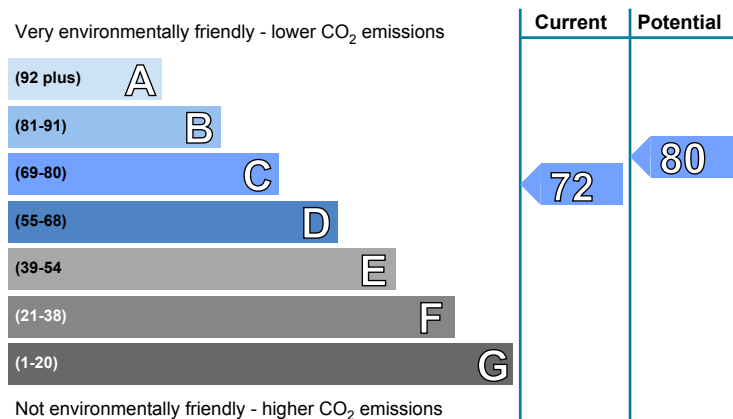 Very environmentally friendly - lower CO₂ emissions
Current
Potential
(92 plus) A
(81-91) B
(69-80) C
(55-68) D
(39-54 E
(21-38) F
(1-20) G
72
80
Not environmentally friendly - higher CO₂ emissions